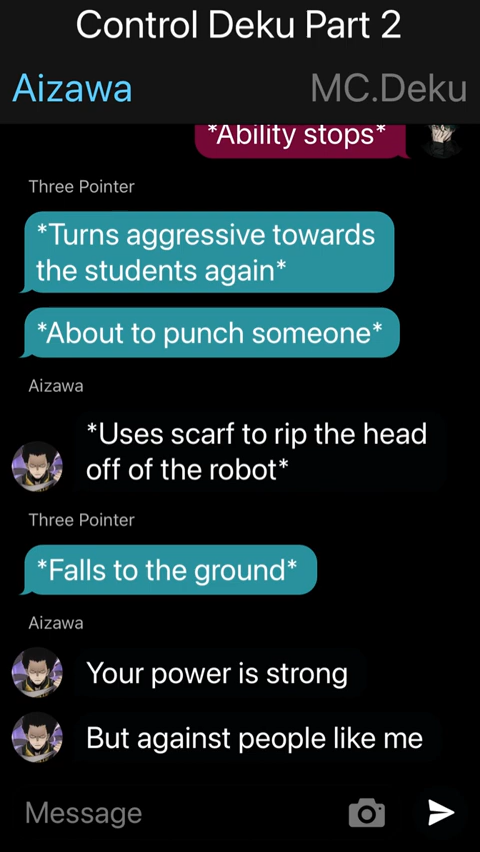 Control Deku Part 2
Aizawa
MC.Deku
*Ability stops*
Three Pointer
*Turns aggressive towards
the students again*
*About to punch someone*
Aizawa
*Uses scarf to rip the head
off of the robot*
Three Pointer
*Falls to the ground*
Aizawa
Your power is strong
But against people like me
Message